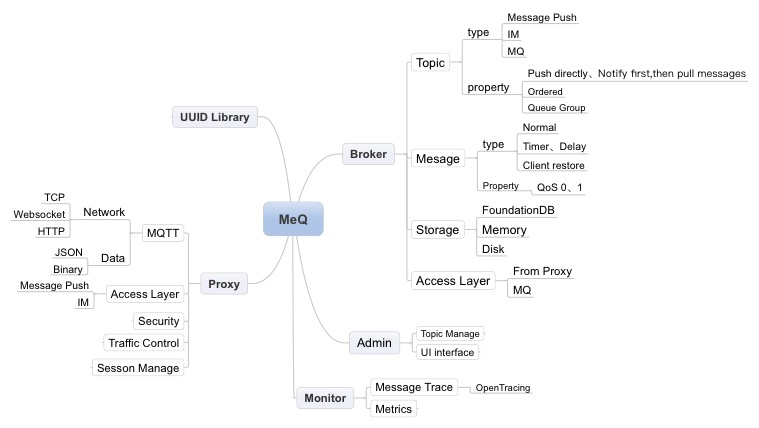 MeQ
UUID Library
Broker
Topic
type
Message Push
IM
MQ
property
Push directly、Notify first,then pull messages
Ordered
Queue Group
Mesage
type
Normal
Timer、Delay
Client restore
Property
QoS 0、1
Storage
FoundationDB
Memory
Disk
Access Layer
From Proxy
MQ
Proxy
MQTT
Network
TCP
Websocket
HTTP
Data
JSON
Binary
Access Layer
Message Push
IM
Security
Traffic Control
Sesson Manage
Admin
Topic Manage
UI interface
Monitor
Message Trace
OpenTracing
Metrics